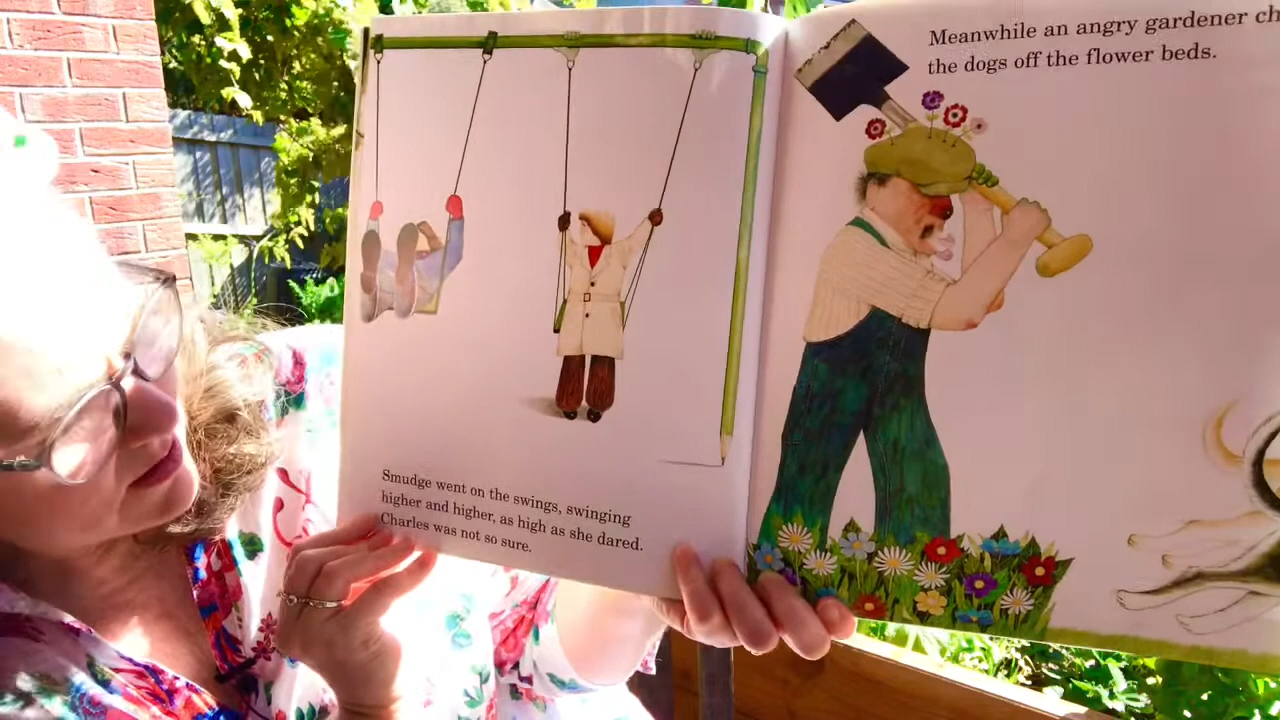 Smudge went on the swings, swinging
higher and higher, as high as she dared.
Charles was not so sure.
Meanwhile an angry gardener
the dogs off the flower beds.